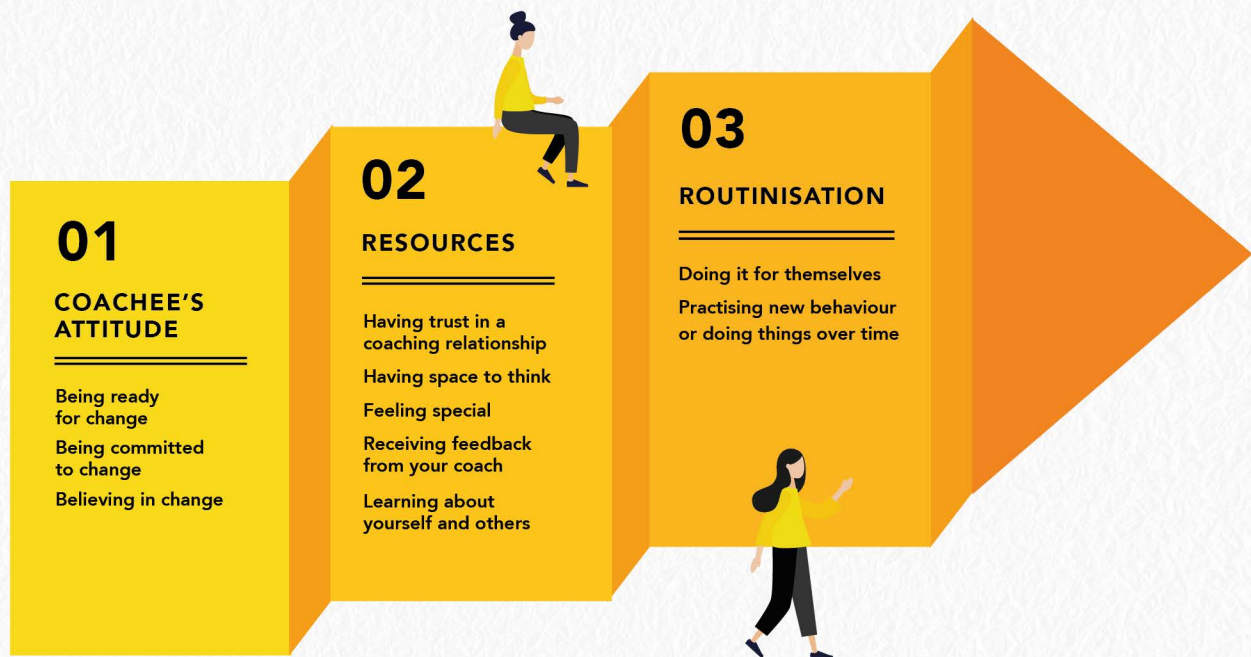 01
COACHEE'S
ATTITUDE
Being ready
for change
Being committed
to change
Believing in change
02
RESOURCES
Having trust in a
coaching relationship
Having space to think
Feeling special
Receiving feedback
from your coach
Learning about
yourself and others
03
ROUTINISATION
Doing it for themselves
Practising new behaviour
or doing things over time